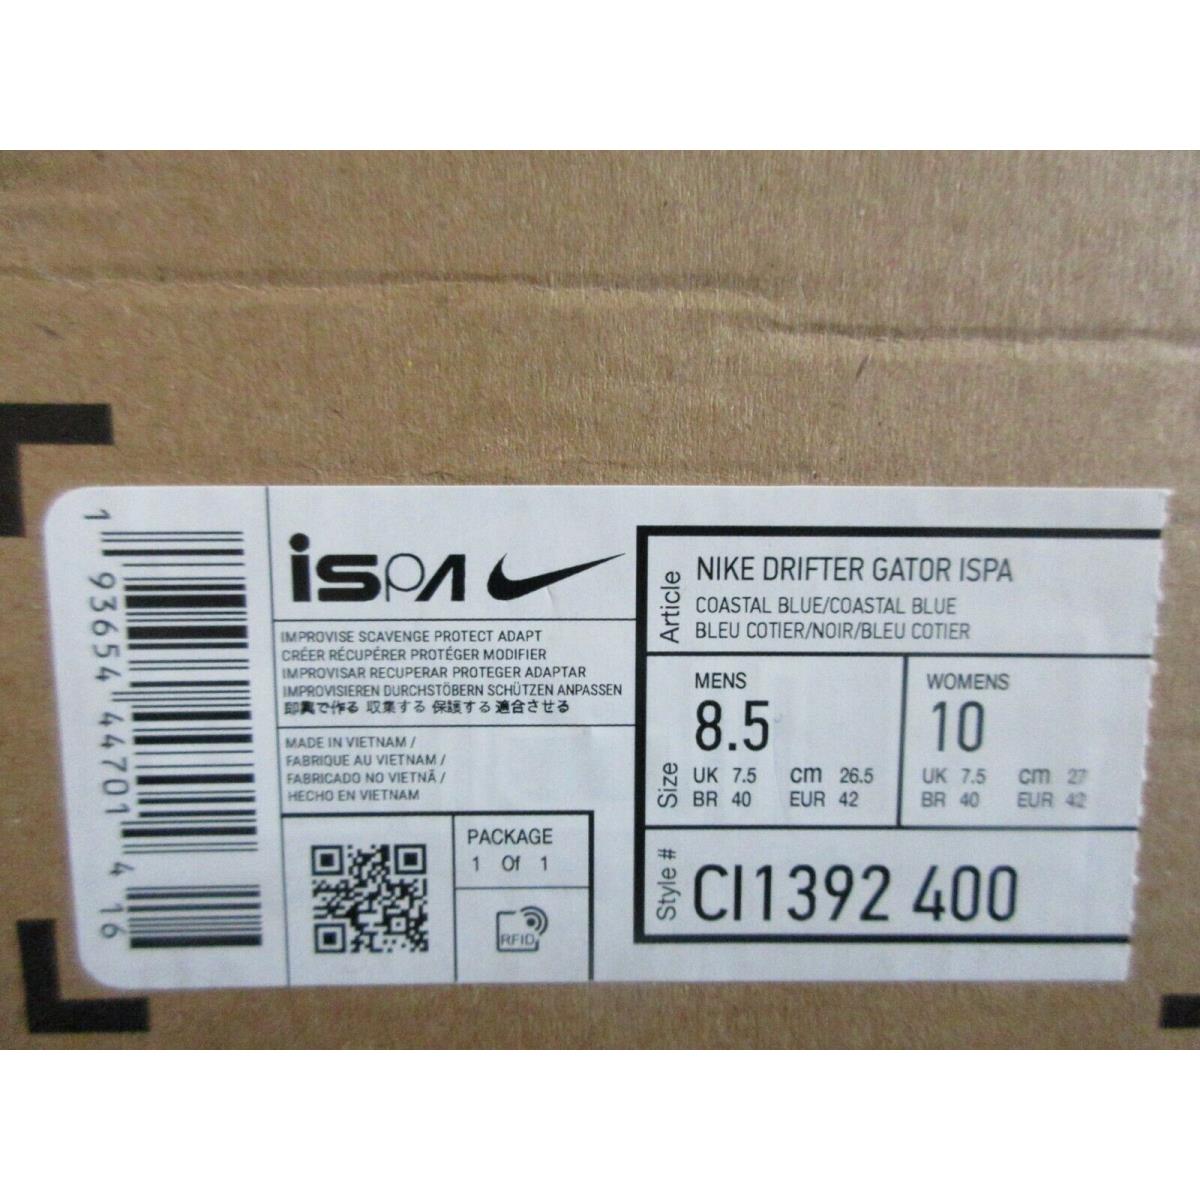 1 93654 44701 416
ispA
IMPROVISE SCAVENGE PROTECT ADAPT
CRÉER RÉCUPÉRER PROTÉGER MODIFIER
IMPROVISAR RECUPERAR PROTEGER ADAPTAR
IMPROVISIEREN DURCHSTÖBERN SCHÜTZEN ANPASSEN
即興で作る 収集する 保護する 適合させる
MADE IN VIETNAM /
FABRIQUE AU VIETNAM /
FABRICADO NO VIETNÃ /
HECHO EN VIETNAM
PACKAGE
1 Of 1
RFID
Article
NIKE DRIFTER GATOR ISPA
COASTAL BLUE/COASTAL BLUE
BLEU COTIER/NOIR/BLEU COTIER
Size
MENS
8.5
UK 7.5 cm 26.5
BR 40 EUR 42
WOMENS
10
UK 7.5 cm 27
BR 40 EUR 42
Style #
CI1392 400